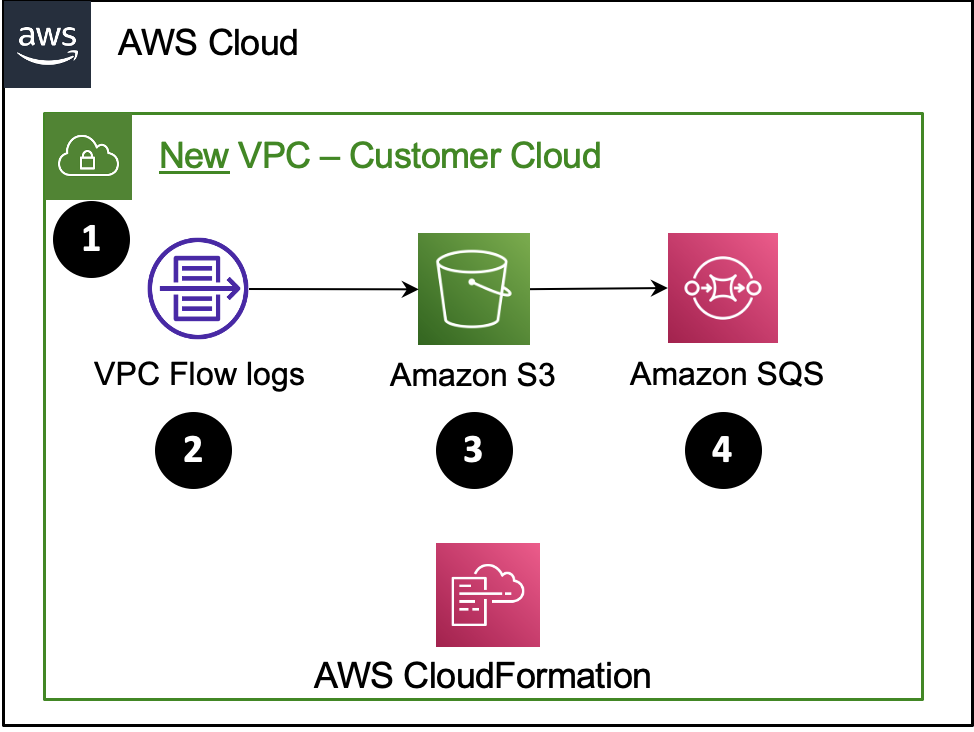 aws
AWS Cloud
New VPC – Customer Cloud
1
VPC Flow logs
Amazon S3
Amazon SQS
2
3
4
AWS CloudFormation